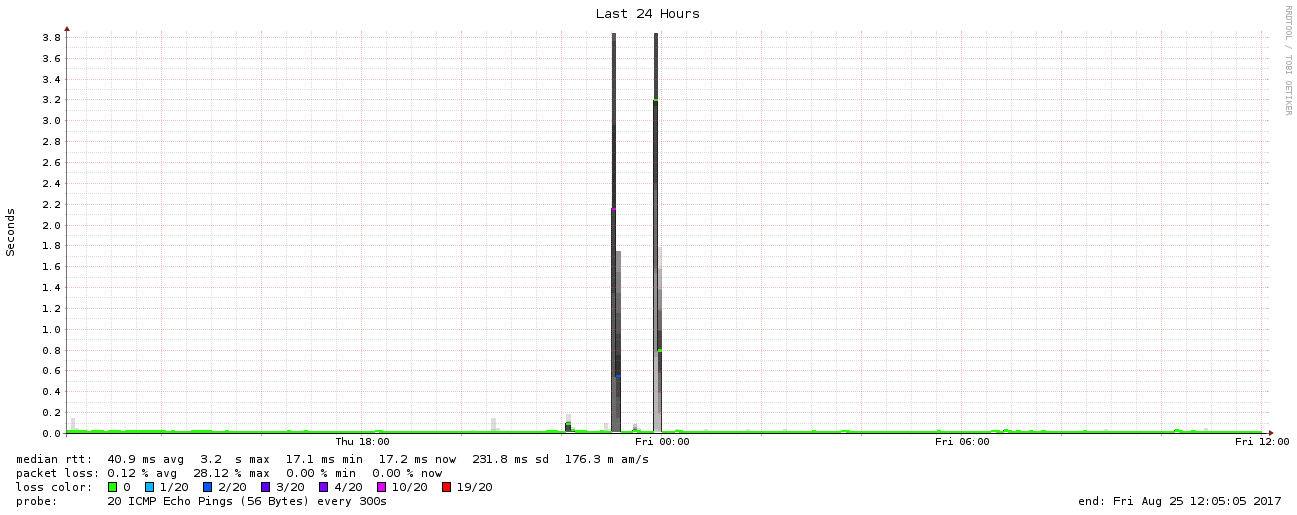 Last 24 Hours
RRDTOOL / TOBI OETIKER
Seconds
3.8
3.6
3.4
3.2
3.0
2.8
2.6
2.4
2.2
2.0
1.8
1.6
1.4
1.2
1.0
0.8
0.6
0.4
0.2
0.0
Thu 18:00 Fri 00:00 Fri 06:00 Fri 12:00
median rtt: 40.9 ms avg 3.2 s max 17.1 ms min 17.2 ms now 231.8 ms sd 176.3 m am/s
packet loss: 0.12 % avg 28.12 % max 0.00 % min 0.00 % now
loss color: 0 1/20 2/20 3/20 4/20 10/20 19/20
probe: 20 ICMP Echo Pings (56 Bytes) every 300s end: Fri Aug 25 12:05:05 2017